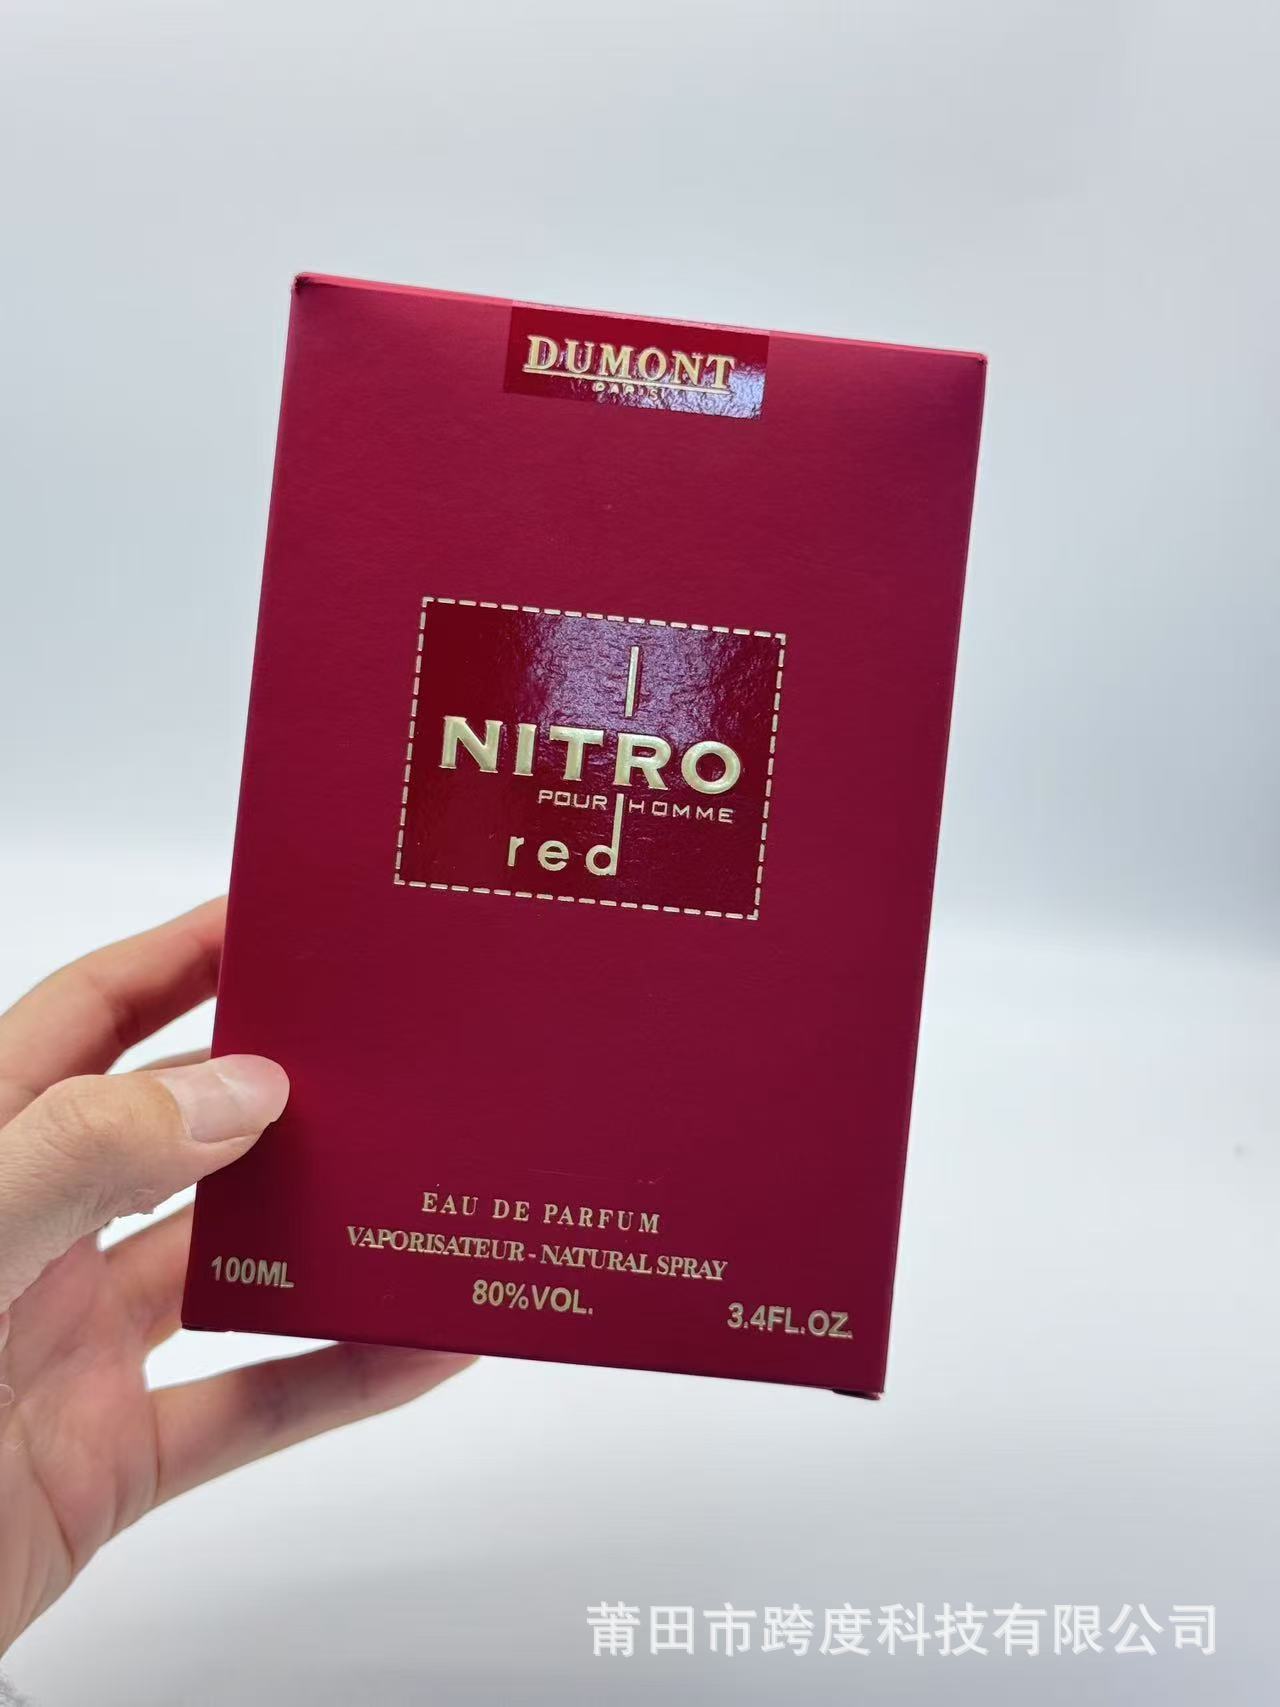 DUMONT
PARIS
NITRO
POUR HOMME
red
EAU DE PARFUM
VAPORISATEUR - NATURAL SPRAY
100ML
80%VOL.
3.4FL.OZ.
莆田市跨度科技有限公司